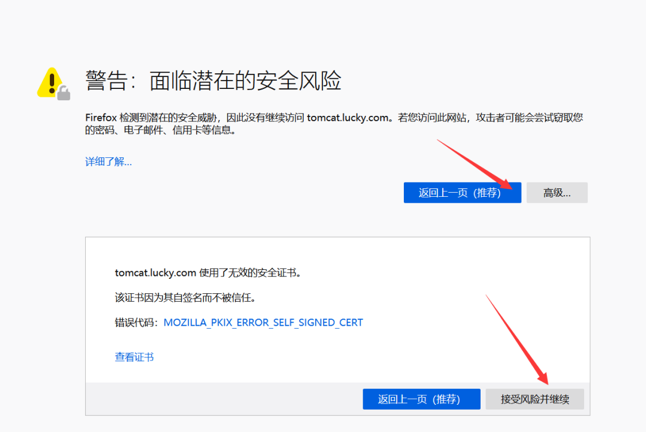 警告：面临潜在的安全风险
Firefox 检测到潜在的安全威胁，因此没有继续访问 tomcat.lucky.com。若您访问此网站，攻击者可能会尝试窃取您
的密码、电子邮件、信用卡等信息。
详细了解...
返回上一页（推荐）
高级...
tomcat.lucky.com 使用了无效的安全证书。
该证书因为其自签名而不被信任。
错误代码：MOZILLA_PKIX_ERROR_SELF_SIGNED_CERT
查看证书
返回上一页（推荐）
接受风险并继续